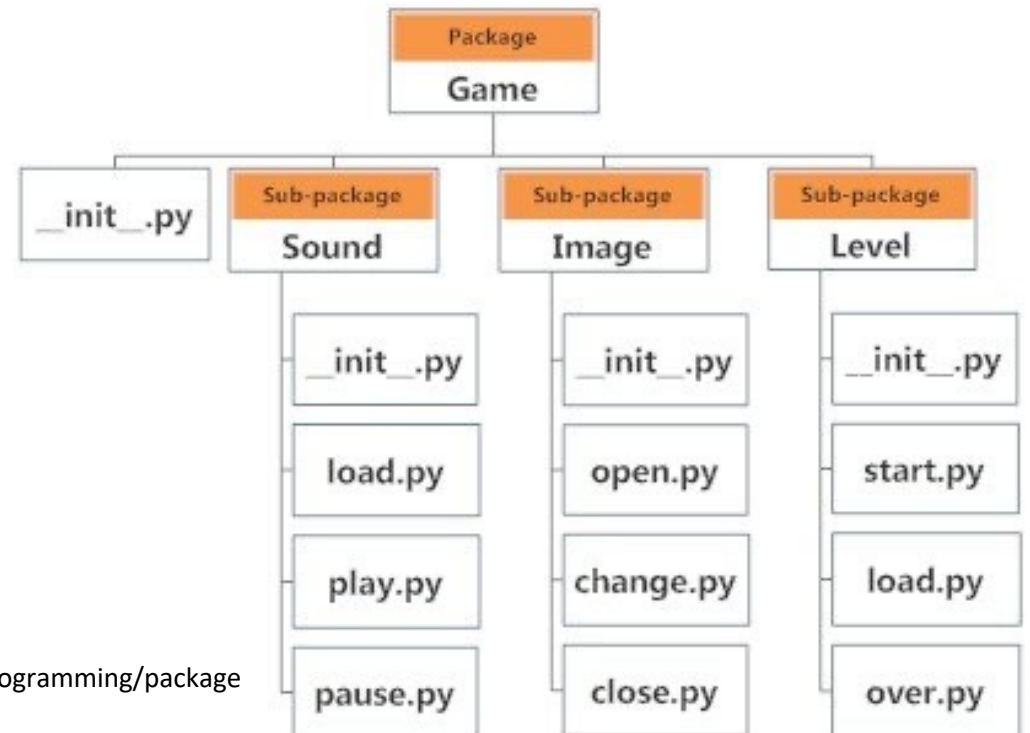 Package
Game
__init__.py
Sub-package
Sound
Sub-package
Image
Sub-package
Level
__init__.py
load.py
play.py
pause.py
__init__.py
open.py
change.py
close.py
__init__.py
start.py
load.py
over.py
ogramming/package